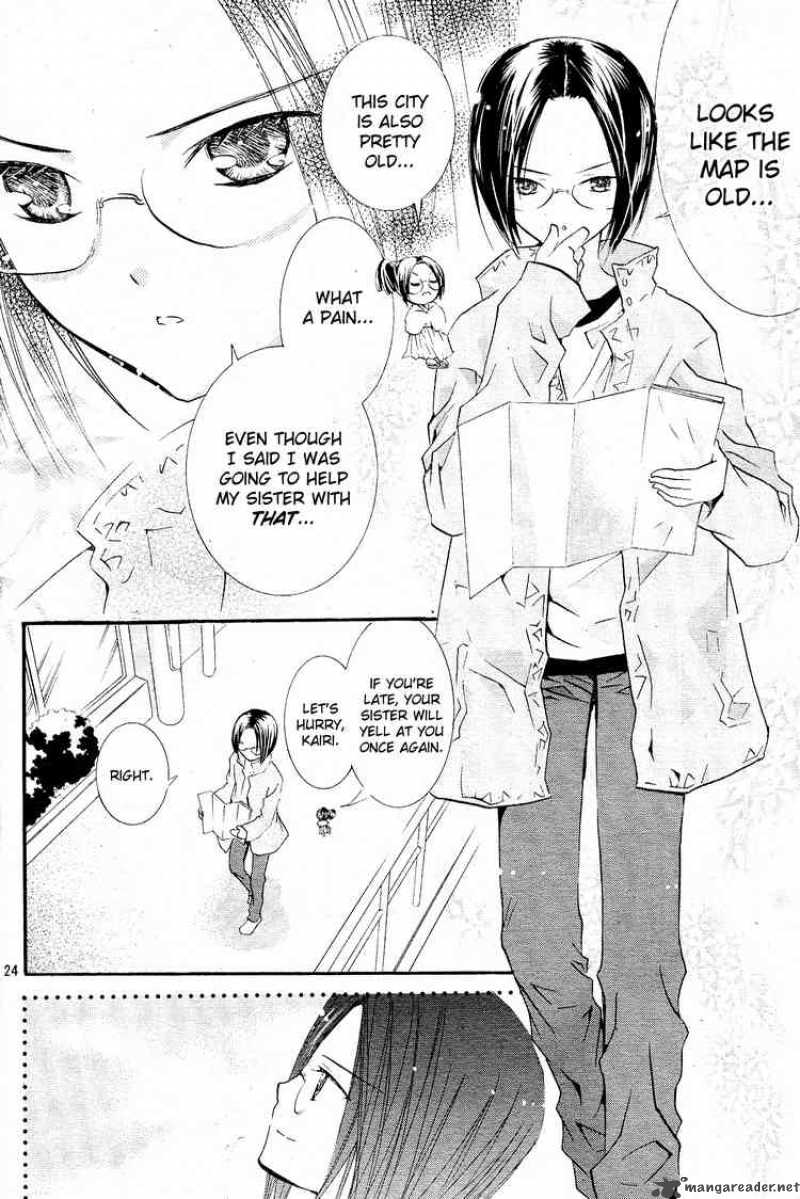 LOOKS
LIKE THE
MAP IS
OLD...
THIS CITY
IS ALSO
PRETTY
OLD...
WHAT
A PAIN...
EVEN THOUGH
I SAID I WAS
GOING TO HELP
MY SISTER WITH
THAT...
IF YOU'RE
LATE, YOUR
SISTER WILL
YELL AT YOU
ONCE AGAIN.
LET'S
HURRY,
KAIRI.
RIGHT.
24
mangareader.net